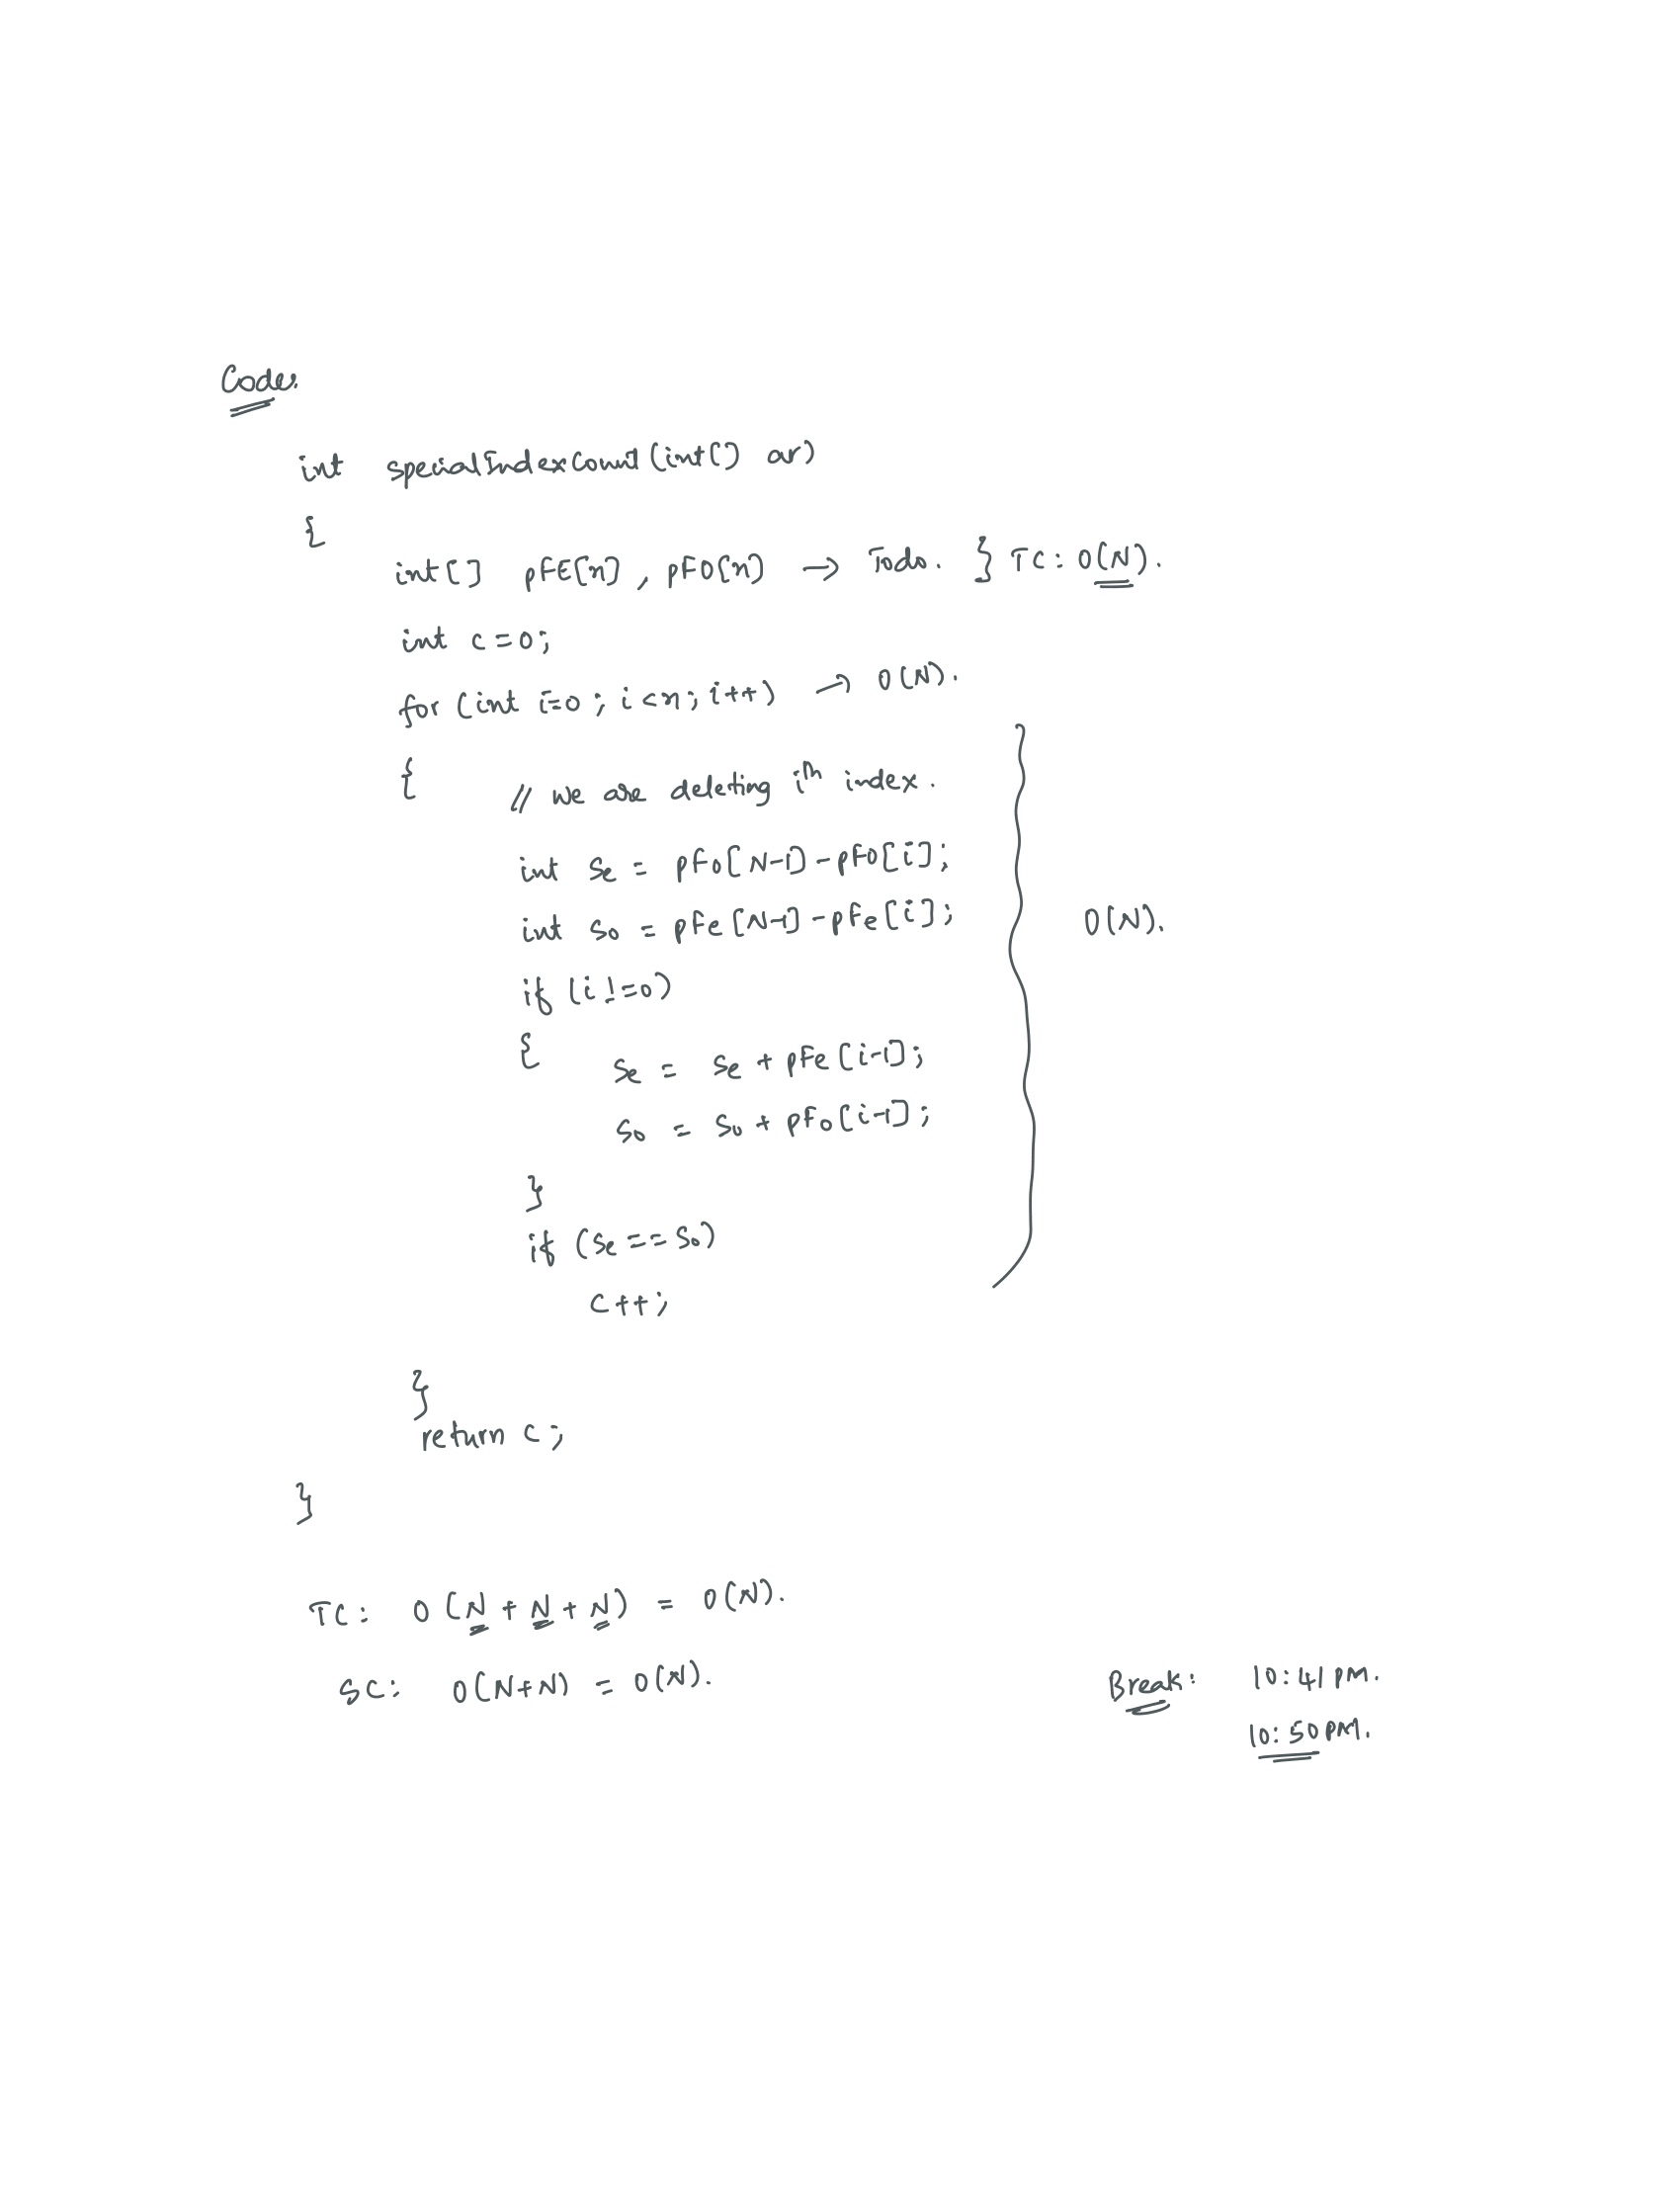 Code.
int specialIndexCount(int[] ar)
{
int[] pFE[n], pFO[n] → Todo. } TC: O(N).
int c=0;
for (int i=0; i<n; i++) → O(N).
{ // we are deleting ith index.
int Se = pFo[N-1]-pFO[i];
int So = pFe[N-1]-pFe[i]; O(N).
if (i!=0)
{ Se = Se + pFe[i-1];
So = So + pFo[i-1];
}
if (Se==So)
C++;
}
return c;
}
TC: O(N+N+N) = O(N).
SC: O(N+N) = O(N).
Break: 10:41 PM.
10:50 PM.